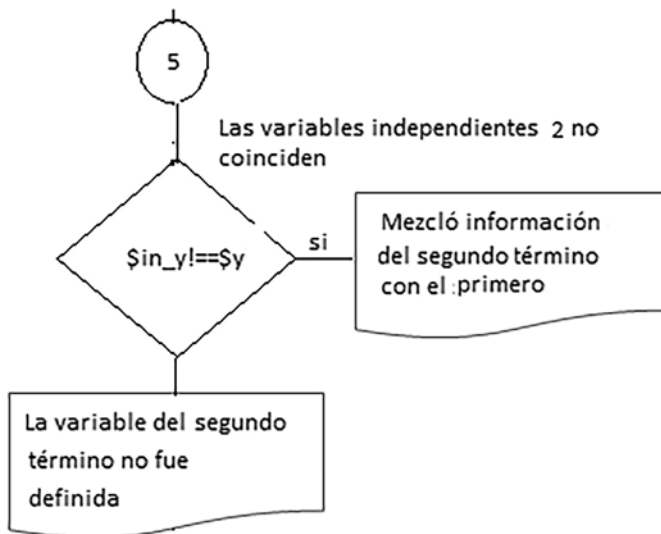 5
Las variables independientes 2 no
coinciden
$in_y!==$y
si
Mezcló información
del segundo término
con el :primero
La variable del segundo
término no fue
definida